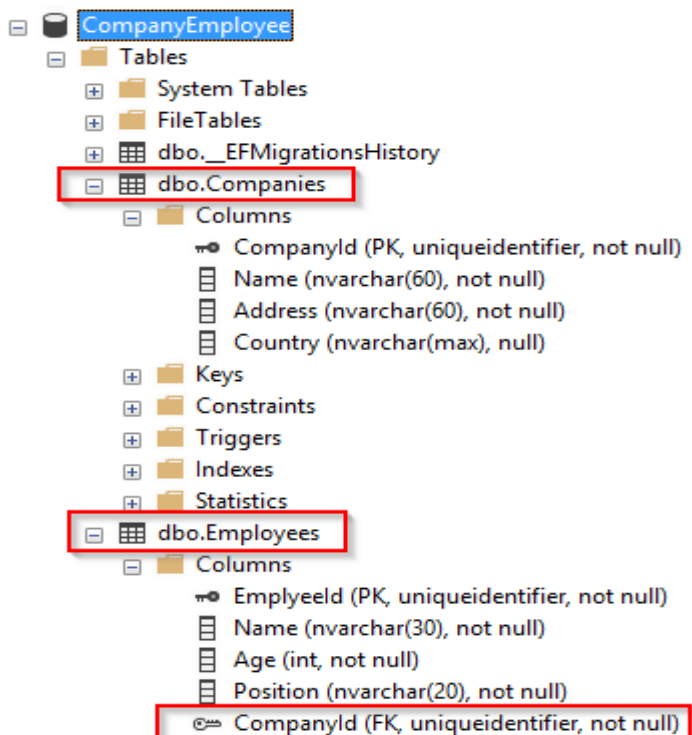 CompanyEmployee
Tables
System Tables
FileTables
dbo.__EFMigrationsHistory
dbo.Companies
Columns
CompanyId (PK, uniqueidentifier, not null)
Name (nvarchar(60), not null)
Address (nvarchar(60), not null)
Country (nvarchar(max), null)
Keys
Constraints
Triggers
Indexes
Statistics
dbo.Employees
Columns
EmplyeeId (PK, uniqueidentifier, not null)
Name (nvarchar(30), not null)
Age (int, not null)
Position (nvarchar(20), not null)
CompanyId (FK, uniqueidentifier, not null)